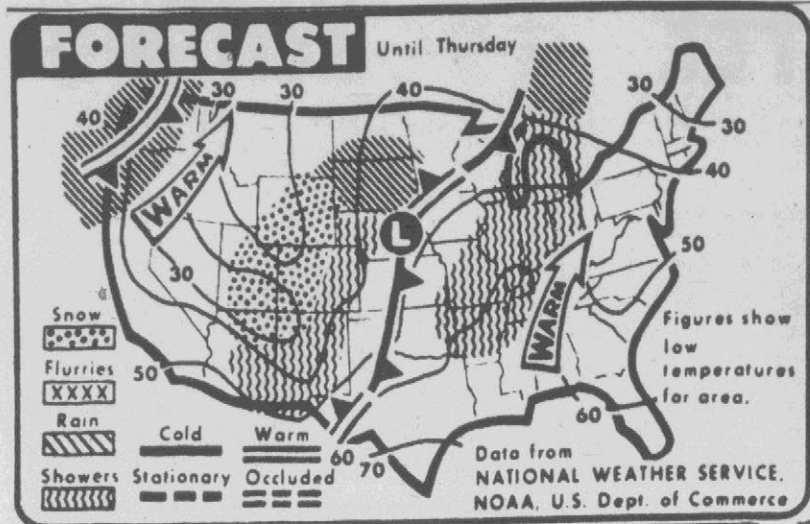 FORECAST
Until Thursday
30
30
40
40
30
30
40
WARM
L
50
30
Snow
Flurries
XXXX
50
WARM
Figures show
low
temperatures
for area.
Rain
Cold
Warm
60
60
70
Showers
Stationary
Occluded
Data from
NATIONAL WEATHER SERVICE,
NOAA, U.S. Dept. of Commerce